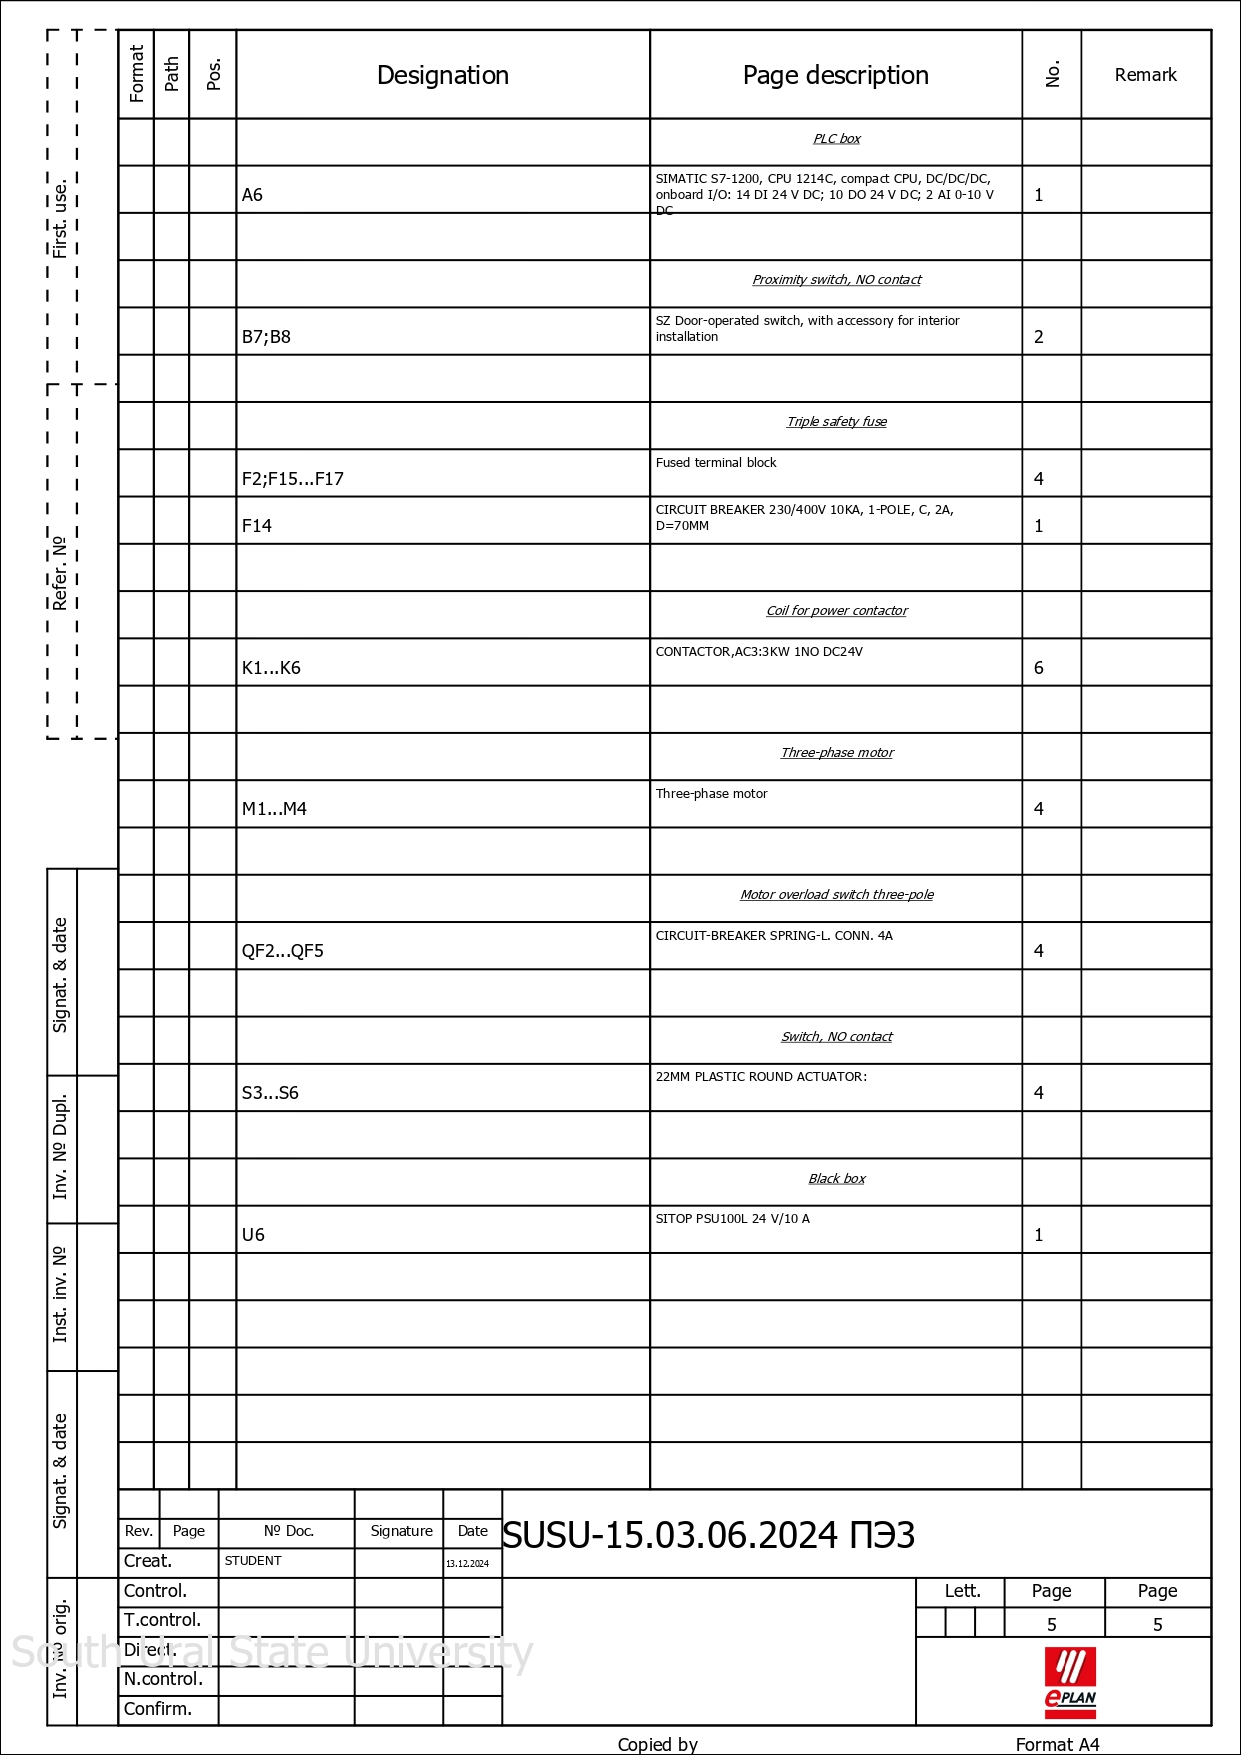 Format
Path
Pos.
Designation
Page description
No.
Remark
PLC box
A6
SIMATIC S7-1200, CPU 1214C, compact CPU, DC/DC/DC,
onboard I/O: 14 DI 24 V DC; 10 DO 24 V DC; 2 AI 0-10 V
DC
1
Proximity switch, NO contact
B7;B8
SZ Door-operated switch, with accessory for interior
installation
2
Triple safety fuse
F2;F15...F17
Fused terminal block
4
F14
CIRCUIT BREAKER 230/400V 10KA, 1-POLE, C, 2A,
D=70MM
1
Coil for power contactor
K1...K6
CONTACTOR,AC3:3KW 1NO DC24V
6
Three-phase motor
M1...M4
Three-phase motor
4
Motor overload switch three-pole
QF2...QF5
CIRCUIT-BREAKER SPRING-L. CONN. 4A
4
Switch, NO contact
S3...S6
22MM PLASTIC ROUND ACTUATOR:
4
Black box
U6
SITOP PSU100L 24 V/10 A
1
First. use.
Refer. №
Signat. & date
Inv. № Dupl.
Inst. inv. №
Signat. & date
Inv. № orig.
Rev.
Page
№ Doc.
Signature
Date
Creat.
STUDENT
13.12.2024
Control.
T.control.
Direct.
N.control.
Confirm.
SUSU-15.03.06.2024 ПЭ3
Lett.
Page
Page
5
5
South Ural State University
ePLAN
Copied by
Format A4